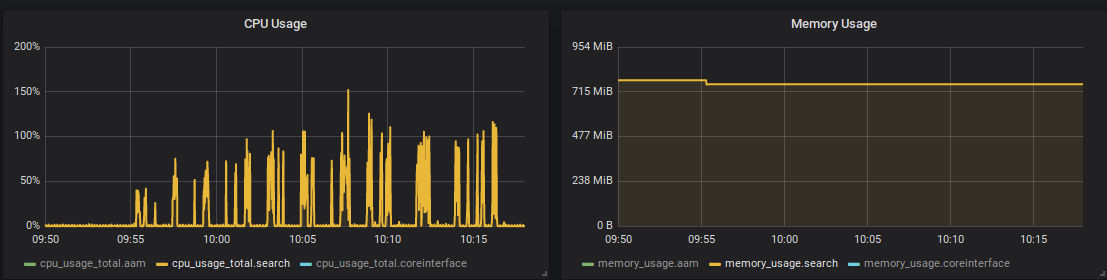 CPU Usage
200%
150%
100%
50%
0%
09:50 09:55 10:00 10:05 10:10 10:15
cpu_usage_total.aam cpu_usage_total.search cpu_usage_total.coreinterface
Memory Usage
954 MiB
715 MiB
477 MiB
238 MiB
0 B
09:50 09:55 10:00 10:05 10:10 10:15
memory_usage.aam memory_usage.search memory_usage.coreinterface